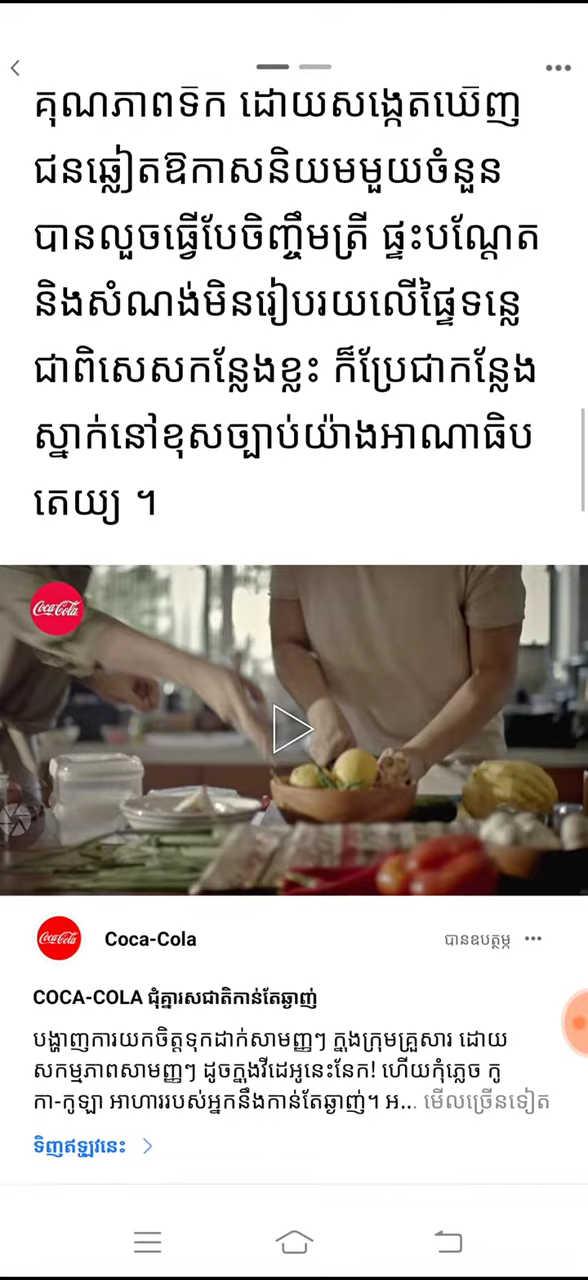 គុណភាពទឹក ដោយសង្កេតឃើញ
ជនឆ្លៀតឱកាសនិយមមួយចំនួន
បានលួចធ្វើបែចិញ្ចឹមត្រី ផ្ទះបណ្ដែត
និងសំណង់មិនរៀបរយលើផ្ទៃទន្លេ
ជាពិសេសកន្លែងខ្លះ ក៏ប្រែជាកន្លែង
ស្នាក់នៅខុសច្បាប់យ៉ាងអាណាធិប
តេយ្យ ។
Coca-Cola
Coca-Cola
Coca-Cola
បានឧបត្ថម្ភ
COCA-COLA ជុំគ្នារសជាតិកាន់តែឆ្ងាញ់
បង្ហាញការយកចិត្តទុកដាក់សាមញ្ញៗ ក្នុងក្រុមគ្រួសារ ដោយ
សកម្មភាពសាមញ្ញៗ ដូចក្នុងវីដេអូនេះនែក! ហើយកុំភ្លេច កូ
កា-កូឡា អាហាររបស់អ្នកនឹងកាន់តែឆ្ងាញ់។ អ... មើលច្រើនទៀត
ទិញឥឡូវនេះ